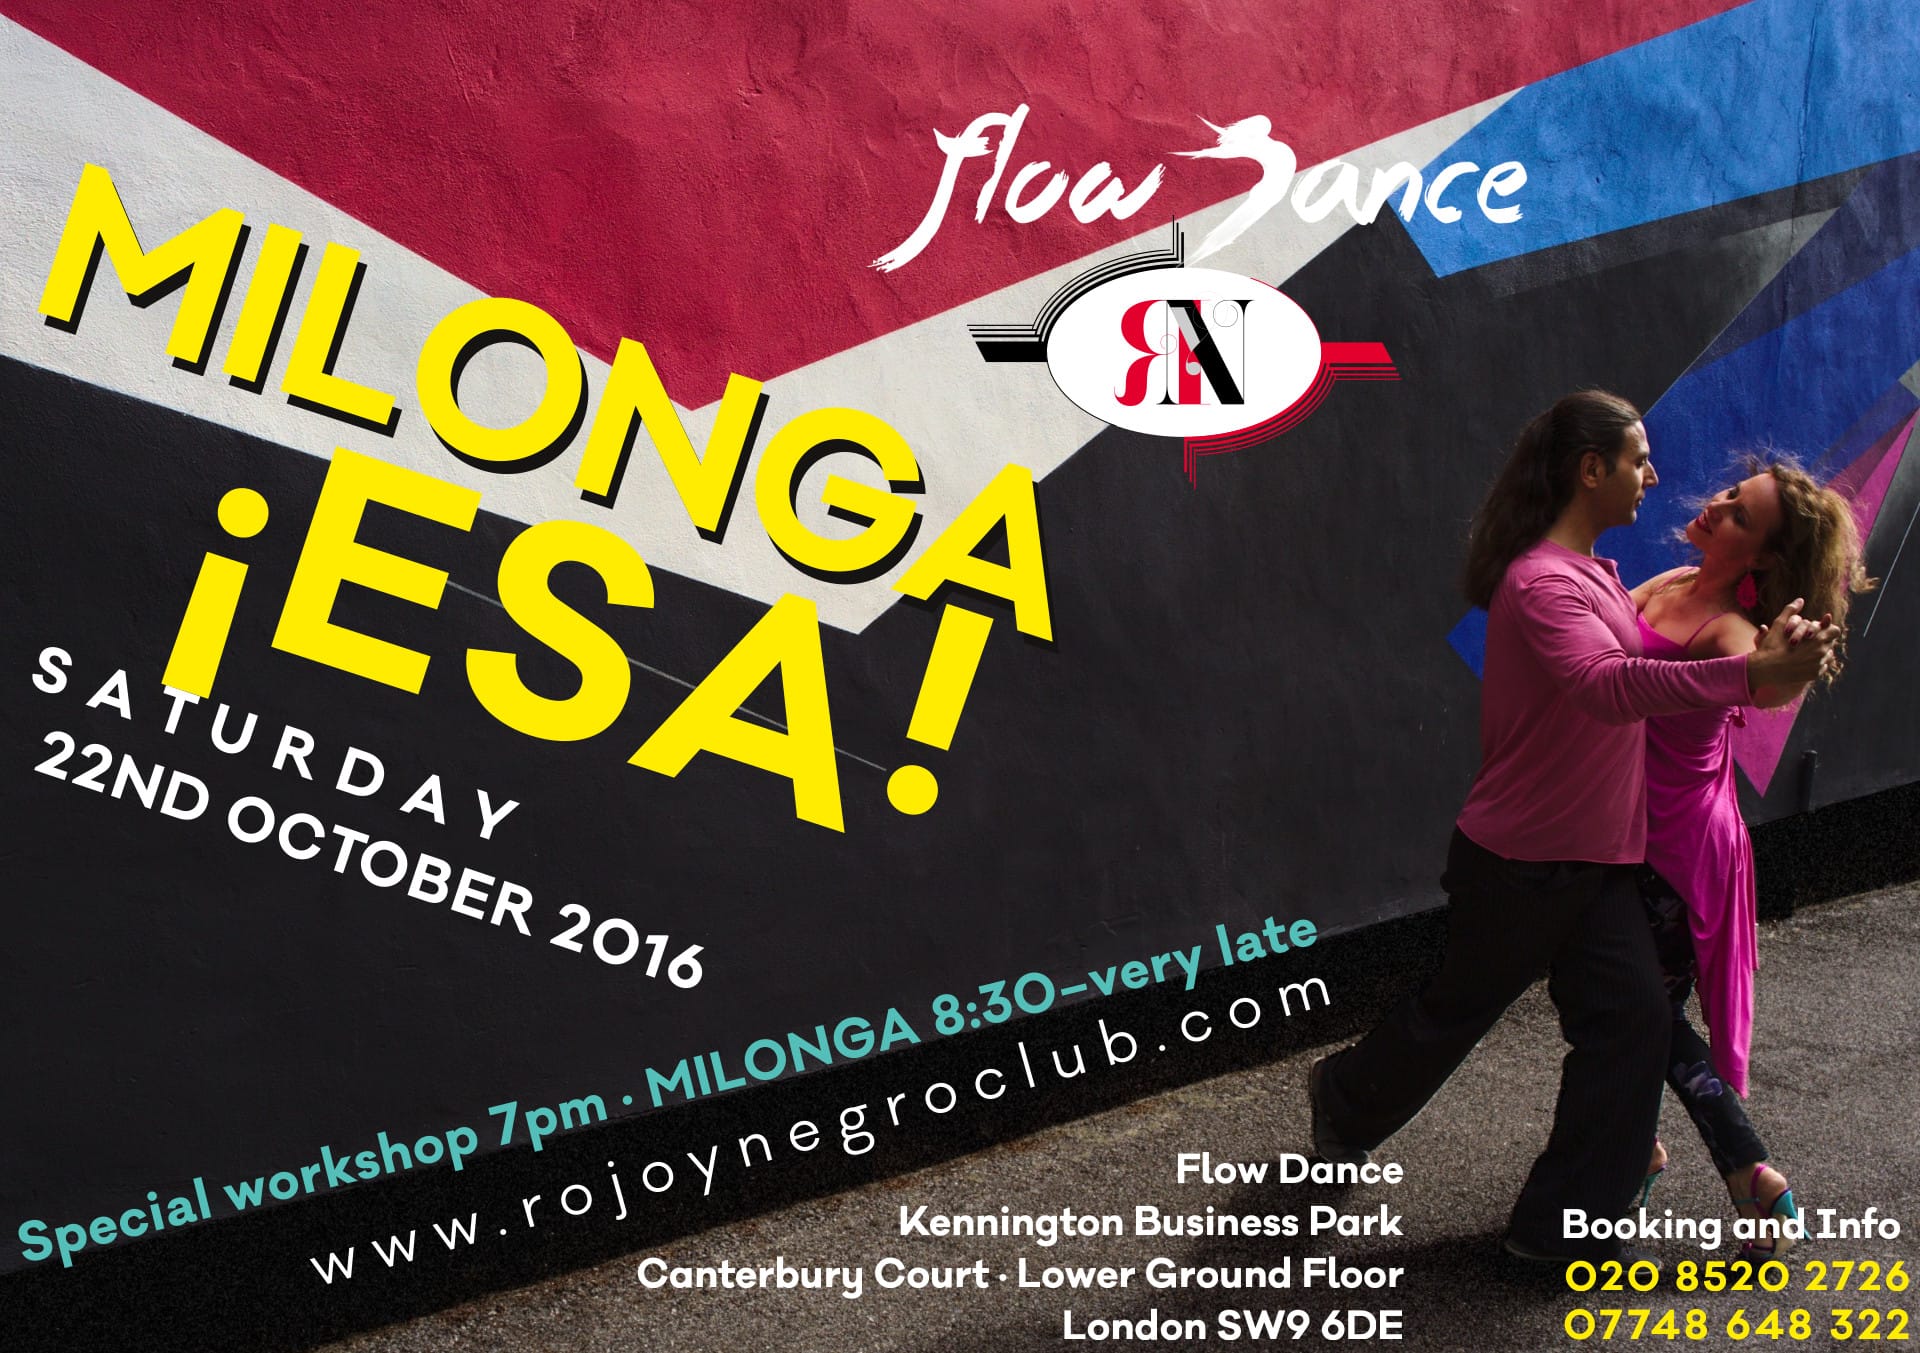 flow Dance
RN
MILONGA
¡ESA!
SATURDAY
22ND OCTOBER 2016
Special workshop 7pm · MILONGA 8:30–very late
www.rojoynegroclub.com
Flow Dance
Kennington Business Park
Canterbury Court · Lower Ground Floor
London SW9 6DE
Booking and Info
020 8520 2726
07748 648 322